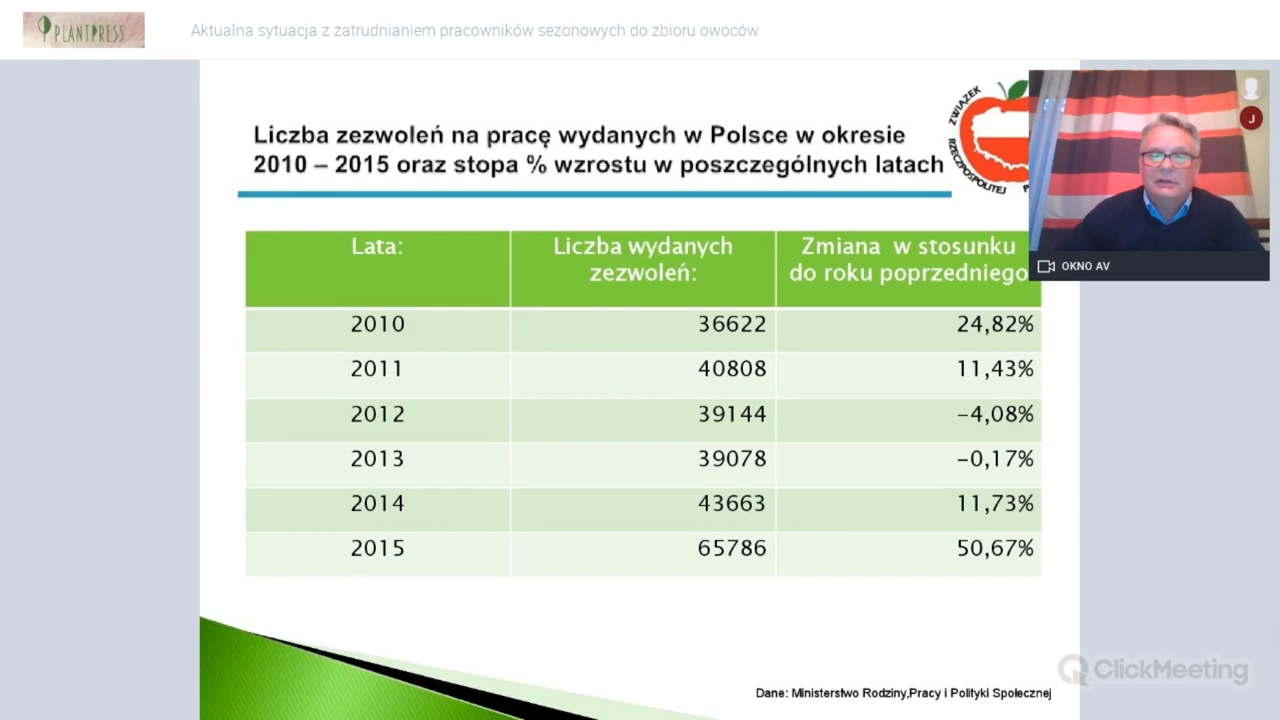 PLANTPRESS
Aktualna sytuacja z zatrudnianiem pracowników sezonowych do zbioru owoców
Liczba zezwoleń na pracę wydanych w Polsce w okresie
2010 – 2015 oraz stopa % wzrostu w poszczególnych latach
ZWIĄZEK
RZECZPOSPOLITEJ
P
J
OKNO AV
Lata:
Liczba wydanych
zezwoleń:
Zmiana w stosunku
do roku poprzedniego
2010 36622 24,82%
2011 40808 11,43%
2012 39144 -4,08%
2013 39078 -0,17%
2014 43663 11,73%
2015 65786 50,67%
ClickMeeting
Dane: Ministerstwo Rodziny,Pracy i Polityki Społecznej